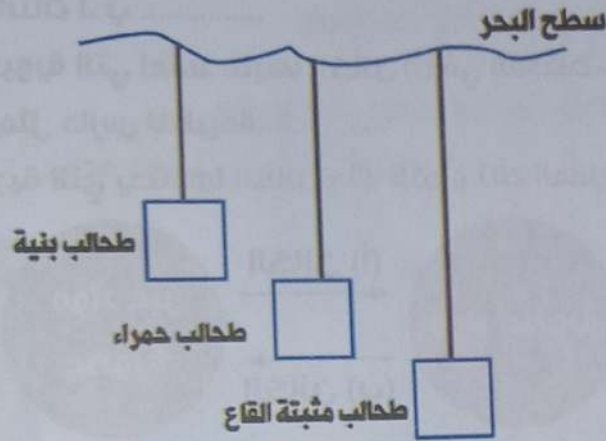 سطح البحر
طحالب بنية
طحالب حمراء
طحالب مثبتة القاع